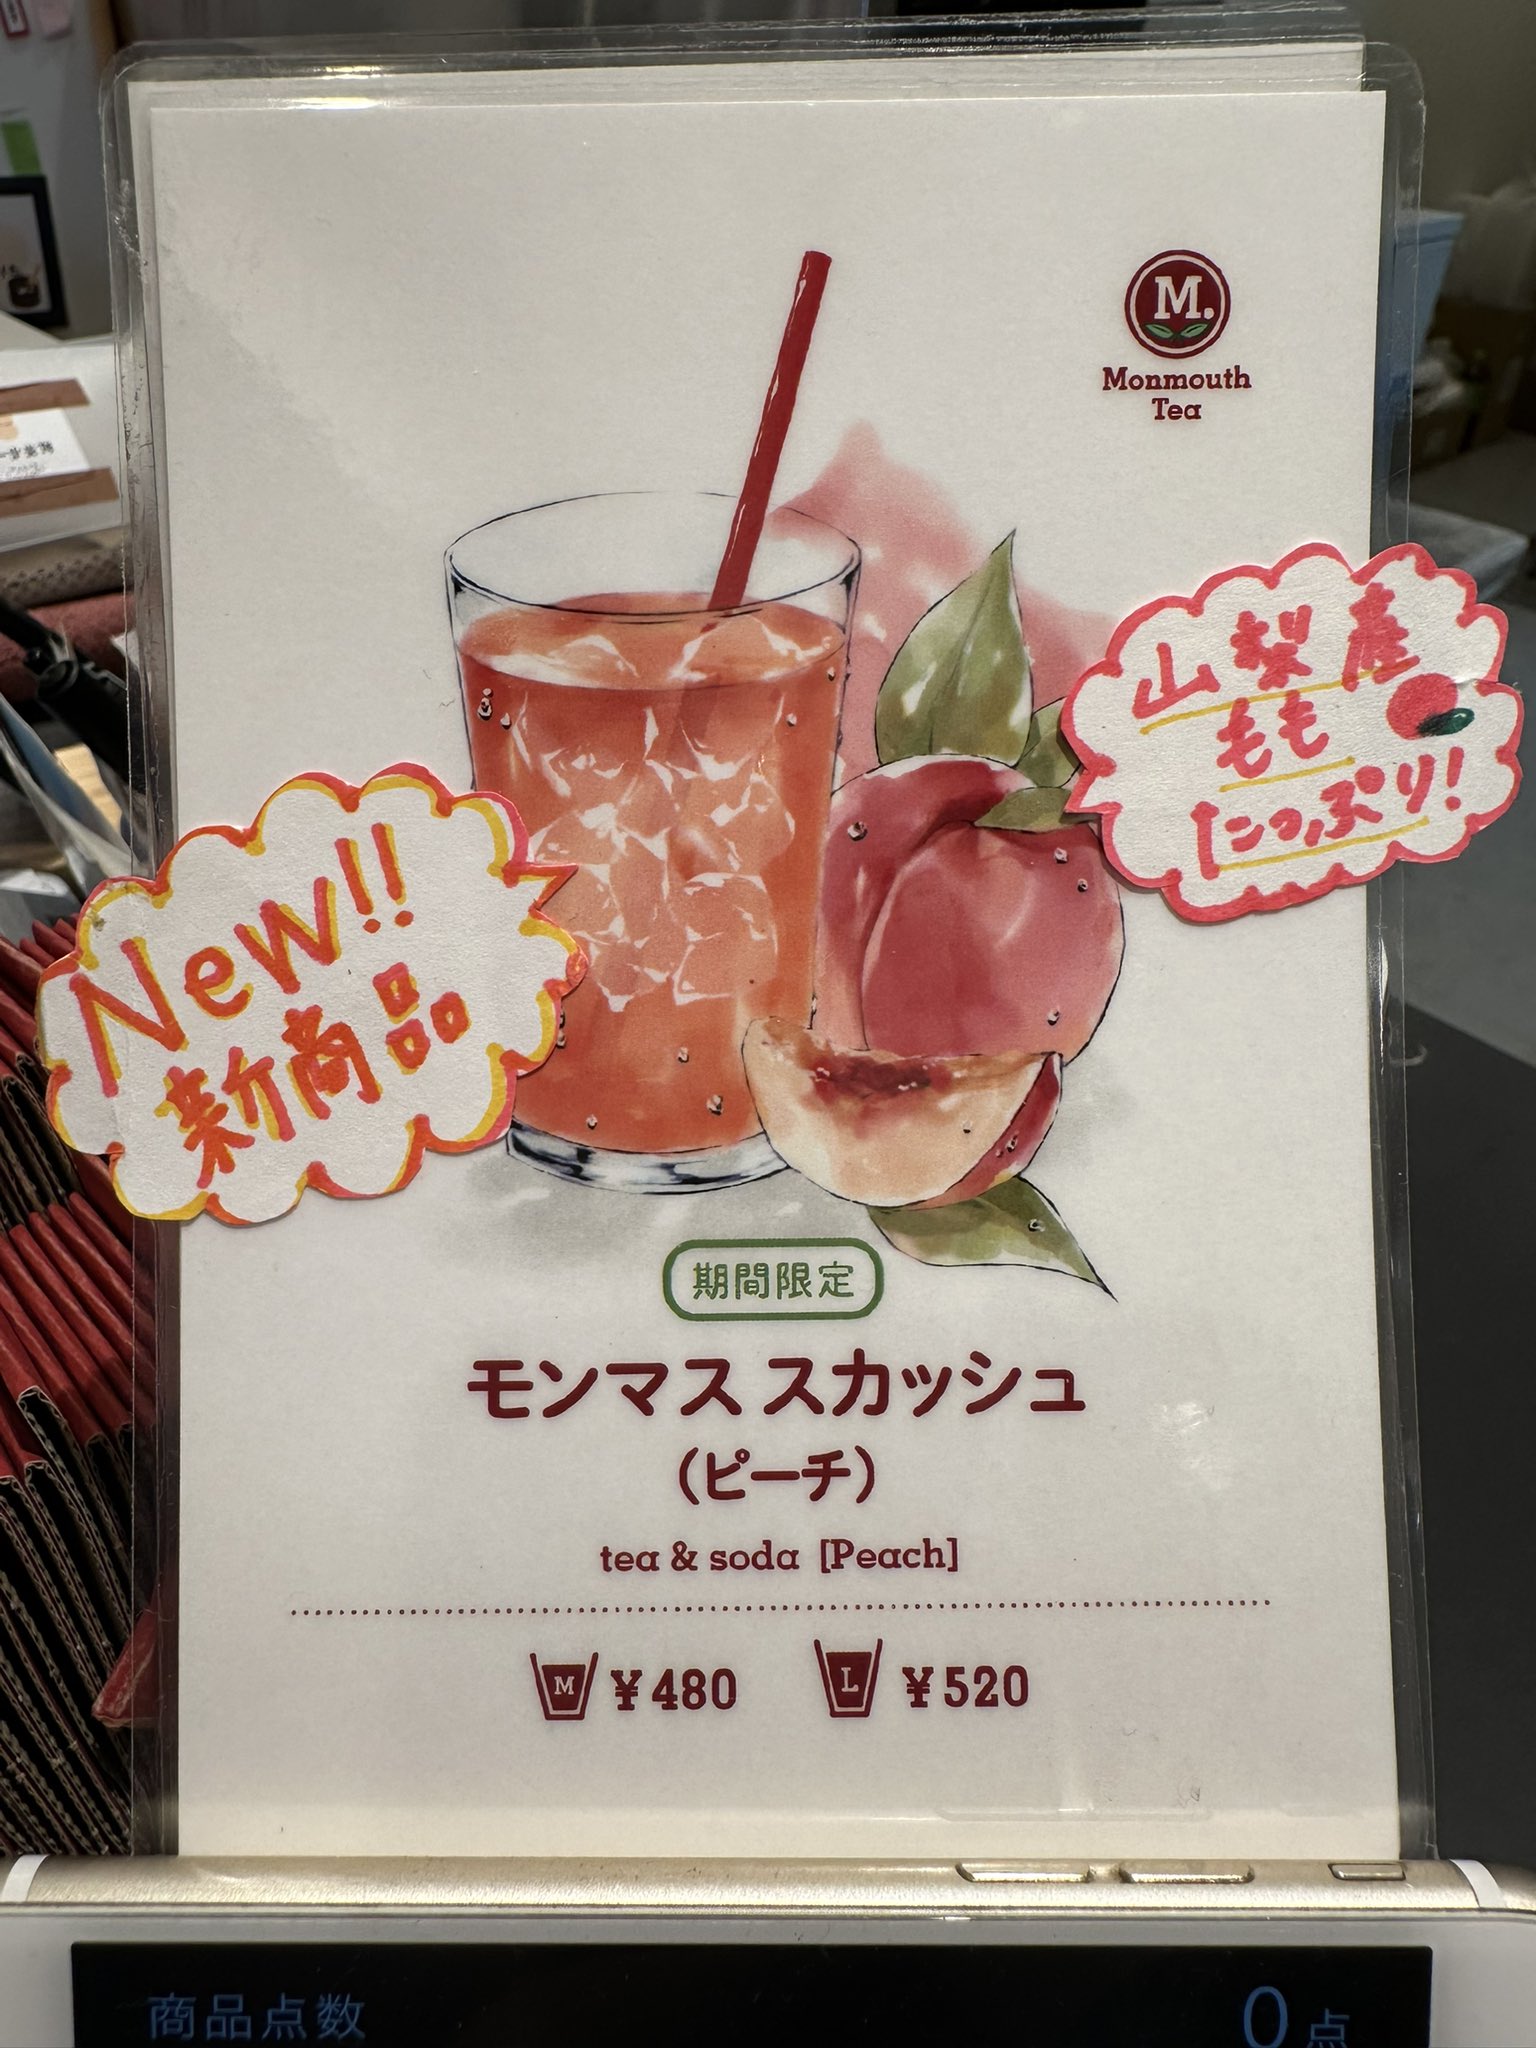 M.
Monmouth
Tea
山梨産
もも
たっぷり!
New!!
新商品
期間限定
モンマス スカッシュ
(ピーチ)
tea & soda [Peach]
M ¥480 L ¥520
商品点数 0点